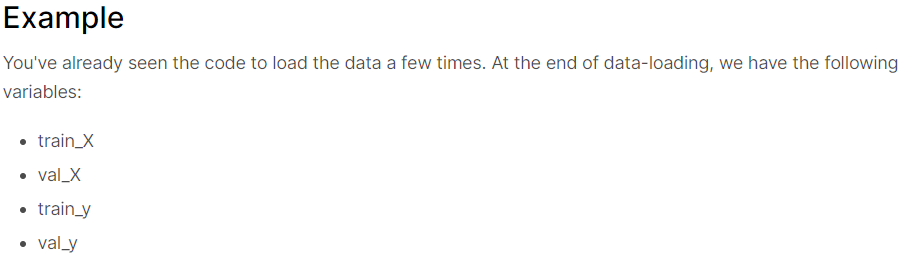 Example
You've already seen the code to load the data a few times. At the end of data-loading, we have the following
variables:
• train_X
• val_X
• train_y
• val_y